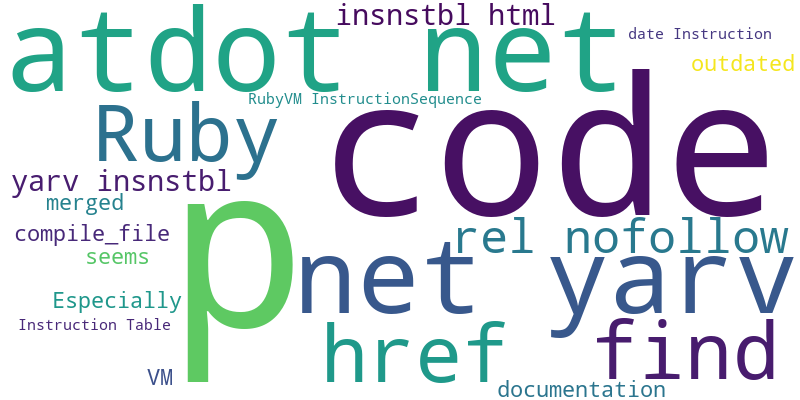 insnstbl html
atdot net
date Instruction
outdated
RubyVM InstructionSequence
Ruby
code
yarv insnstbl
merged
p
compile_file
rel nofollow
seems
net yarv
Especially
Instruction Table
href
find
VM
documentation